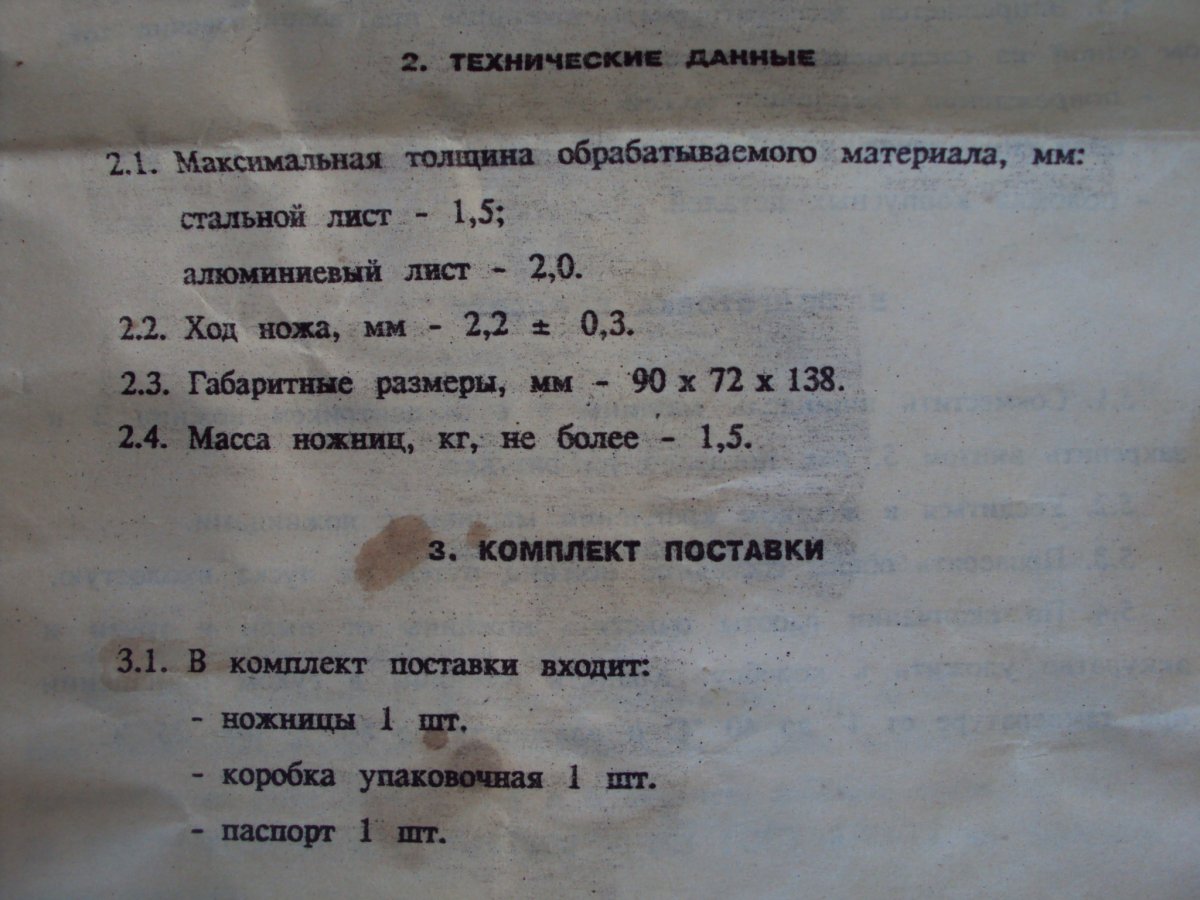 2. ТЕХНИЧЕСКИЕ ДАННЫЕ
2.1. Максимальная толщина обрабатываемого материала, мм:
стальной лист - 1,5;
алюминиевый лист - 2,0.
2.2. Ход ножа, мм - 2,2 ± 0,3.
2.3. Габаритные размеры, мм - 90 х 72 х 138.
2.4. Масса ножниц, кг, не более - 1,5.
3. КОМПЛЕКТ ПОСТАВКИ
3.1. В комплект поставки входит:
- ножницы 1 шт.
- коробка упаковочная 1 шт.
- паспорт 1 шт.